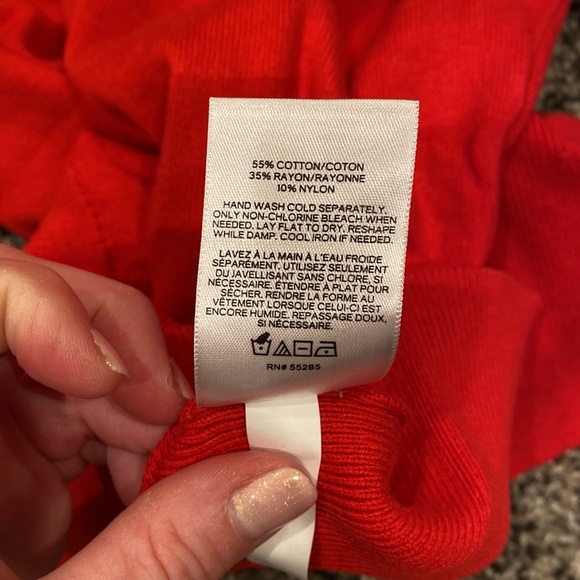 55% COTTON/COTON
35% RAYON/RAYONNE
10% NYLON
HAND WASH COLD SEPARATELY.
ONLY NON-CHLORINE BLEACH WHEN
NEEDED. LAY FLAT TO DRY. RESHAPE
WHILE DAMP. COOL IRON IF NEEDED.
LAVEZ À LA MAIN À L'EAU FROIDE
SÉPARÉMENT. UTILISEZ SEULEMENT
DU JAVELLISANT SANS CHLORE, SI
NÉCESSAIRE. ÉTENDRE À PLAT POUR
SÉCHER. RENDRE LA FORME AU
VÊTEMENT LORSQUE CELUI-CI EST
ENCORE HUMIDE. REPASSAGE DOUX,
SI NÉCESSAIRE.
RN# 55285